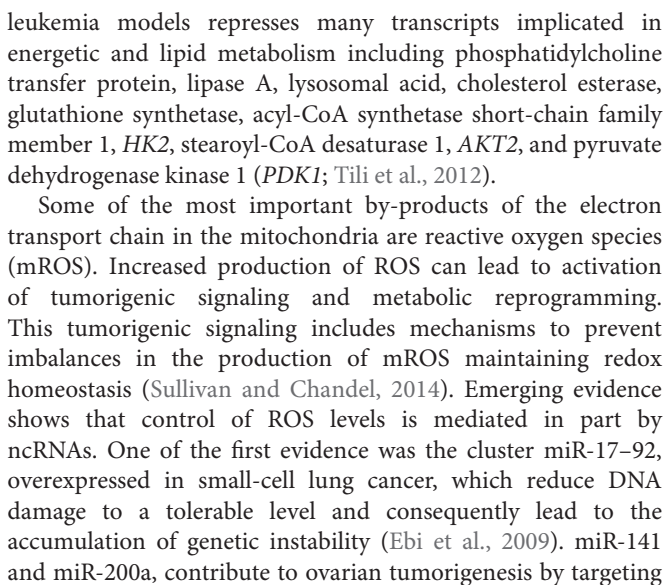 leukemia models represses many transcripts implicated in
energetic and lipid metabolism including phosphatidylcholine
transfer protein, lipase A, lysosomal acid, cholesterol esterase,
glutathione synthetase, acyl-CoA synthetase short-chain family
member 1, HK2, stearoyl-CoA desaturase 1, AKT2, and pyruvate
dehydrogenase kinase 1 (PDK1; Tili et al., 2012).
Some of the most important by-products of the electron
transport chain in the mitochondria are reactive oxygen species
(mROS). Increased production of ROS can lead to activation
of tumorigenic signaling and metabolic reprogramming.
This tumorigenic signaling includes mechanisms to prevent
imbalances in the production of mROS maintaining redox
homeostasis (Sullivan and Chandel, 2014). Emerging evidence
shows that control of ROS levels is mediated in part by
ncRNAs. One of the first evidence was the cluster miR-17–92,
overexpressed in small-cell lung cancer, which reduce DNA
damage to a tolerable level and consequently lead to the
accumulation of genetic instability (Ebi et al., 2009). miR-141
and miR-200a, contribute to ovarian tumorigenesis by targeting